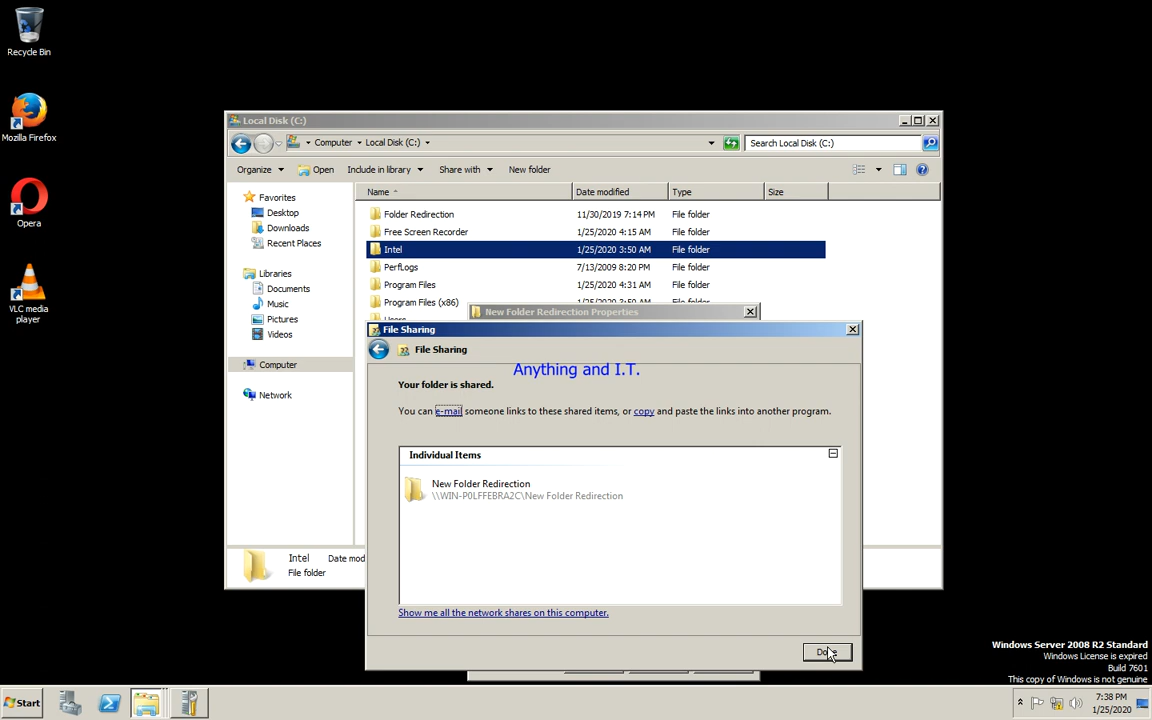 Recycle Bin
Mozilla Firefox
Opera
VLC media
player
Local Disk (C:)
Computer
Local Disk (C:)
Search Local Disk (C:)
Organize
Open
Include in library
Share with
New folder
Favorites
Desktop
Downloads
Recent Places
Libraries
Documents
Music
Pictures
Videos
Computer
Network
Name
Date modified
Type
Size
Folder Redirection 11/30/2019 7:14 PM File folder
Free Screen Recorder 1/25/2020 4:15 AM File folder
Intel 1/25/2020 3:50 AM File folder
PerfLogs 7/13/2009 8:20 PM File folder
Program Files 1/25/2020 4:31 AM File folder
Program Files (x86) 1/25/2020 3:50 AM File folder
New Folder Redirection Properties
File Sharing
File Sharing
Anything and I.T.
Your folder is shared.
You can e-mail someone links to these shared items, or copy and paste the links into another program.
Individual Items
New Folder Redirection
\\WIN-P0LFFEBRA2C\New Folder Redirection
Show me all the network shares on this computer.
Intel Date mod
File folder
Windows Server 2008 R2 Standard
Windows License is expired
Build 7601
This copy of Windows is not genuine
Start
7:38 PM
1/25/2020